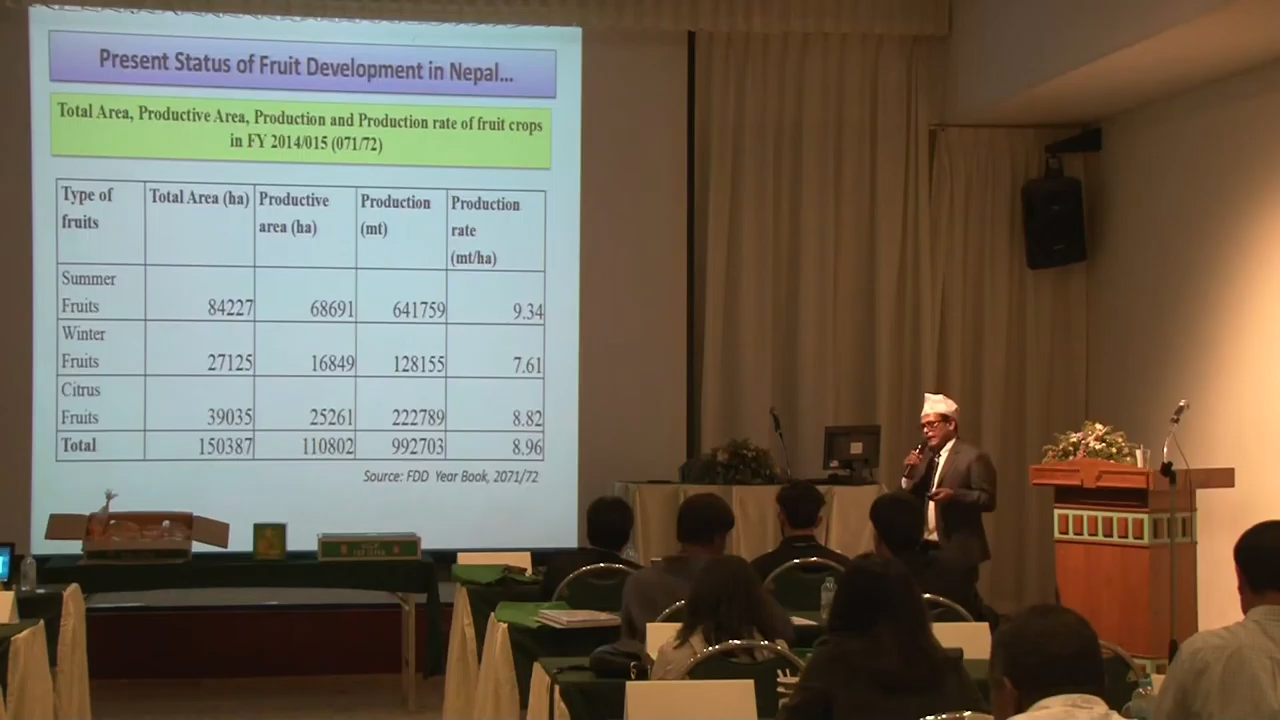 Present Status of Fruit Development in Nepal...
Total Area, Productive Area, Production and Production rate of fruit crops
in FY 2014/015 (071/72)
Type of fruits Total Area (ha) Productive area (ha) Production (mt) Production rate (mt/ha)
Summer Fruits 84227 68691 641759 9.34
Winter Fruits 27125 16849 128155 7.61
Citrus Fruits 39035 25261 222789 8.82
Total 150387 110802 992703 8.96
Source: FDD Year Book, 2071/72